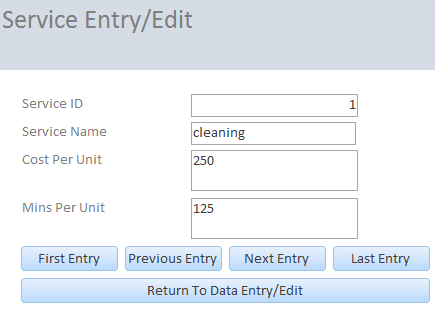 Service Entry/Edit
Service ID 1
Service Name cleaning
Cost Per Unit 250
Mins Per Unit 125
First Entry Previous Entry Next Entry Last Entry
Return To Data Entry/Edit